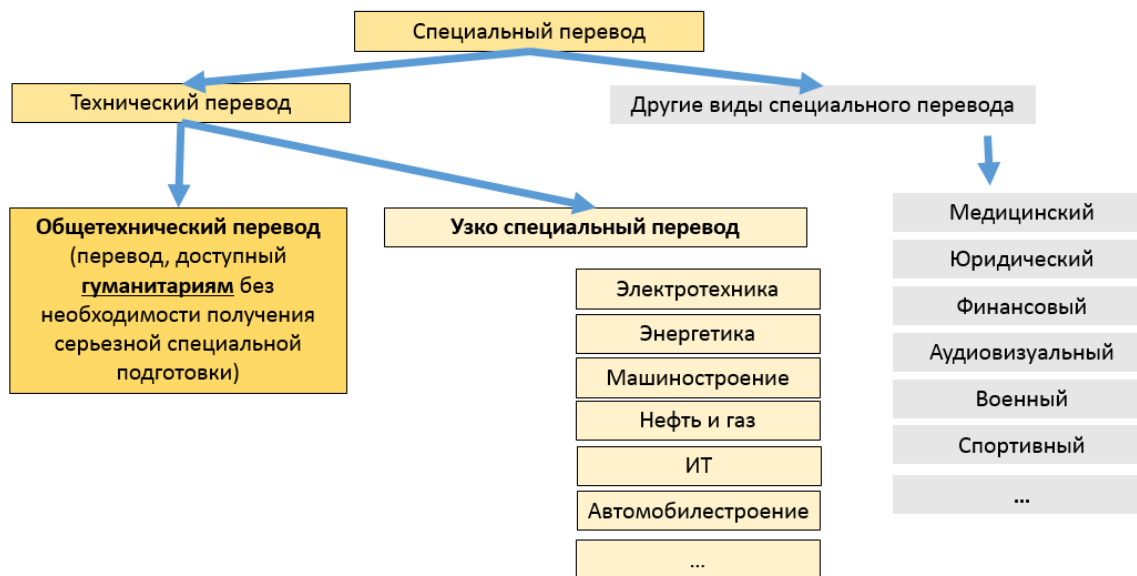 Специальный перевод
Технический перевод
Другие виды специального перевода
Общетехнический перевод
(перевод, доступный
гуманитариям без
необходимости получения
серьезной специальной
подготовки)
Узко специальный перевод
Электротехника
Энергетика
Машиностроение
Нефть и газ
ИТ
Автомобилестроение
...
Медицинский
Юридический
Финансовый
Аудиовизуальный
Военный
Спортивный
...